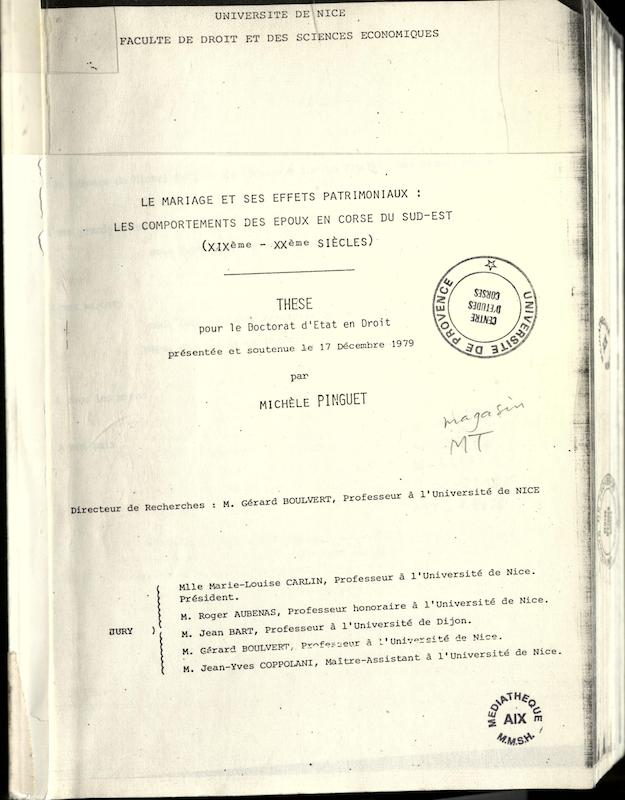 UNIVERSITE DE NICE
FACULTE DE DROIT ET DES SCIENCES ECONOMIQUES
LE MARIAGE ET SES EFFETS PATRIMONIAUX :
LES COMPORTEMENTS DES EPOUX EN CORSE DU SUD-EST
(XIXème - XXème SIÈCLES)
THESE
pour le Doctorat d'Etat en Droit
présentée et soutenue le 17 Décembre 1979
par
MICHÈLE PINGUET
UNIVERSITE DE PROVENCE
CENTRE
D'ETUDES
CORSES
magasin
MT
Directeur de Recherches : M. Gérard BOULVERT, Professeur à l'Université de NICE
JURY
Mlle Marie-Louise CARLIN, Professeur à l'Université de Nice.
Président.
M. Roger AUBENAS, Professeur honoraire à l'Université de Nice.
M. Jean BART, Professeur à l'Université de Dijon.
M. Gérard BOULVERT, Professeur à l'Université de Nice.
M. Jean-Yves COPPOLANI, Maître-Assistant à l'Université de Nice.
MEDIATHEQUE
AIX
M.M.S.H.